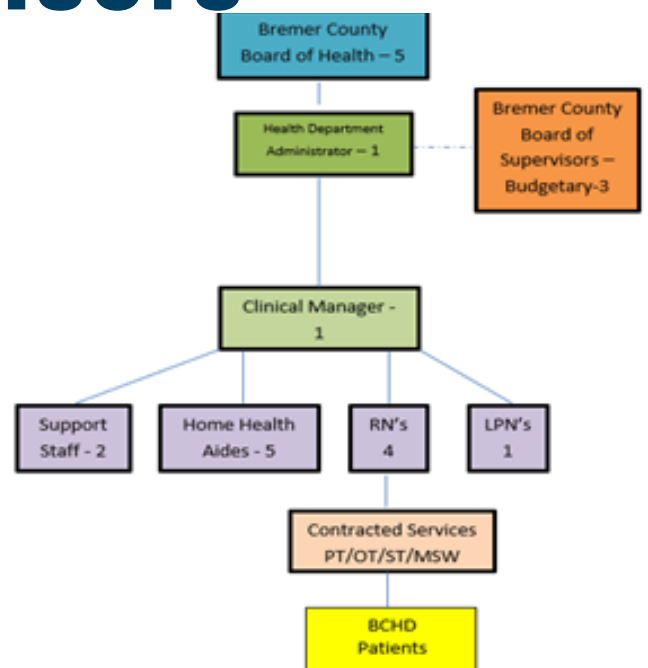 Bremer County
Board of Health – 5
Health Department
Administrator – 1
Bremer County
Board of
Supervisors –
Budgetary-3
Clinical Manager -
1
Support
Staff - 2
Home Health
Aides - 5
RN's
4
LPN's
1
Contracted Services
PT/OT/ST/MSW
BCHD
Patients